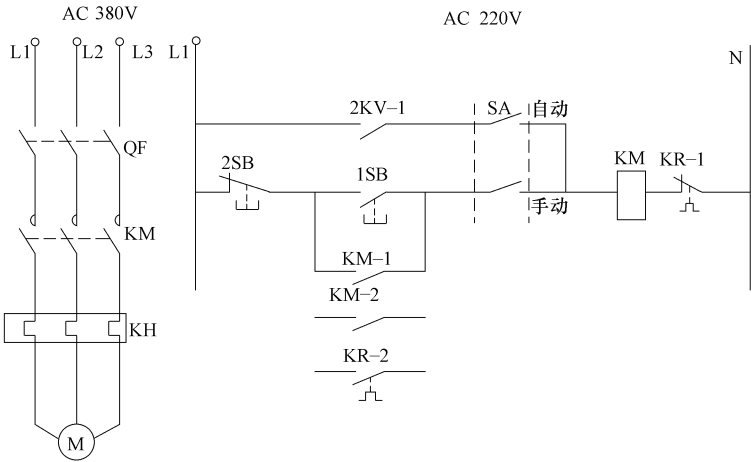 AC 380V
AC 220V
L1
L2
L3
L1
N
2KV-1
SA
自动
QF
2SB
1SB
KM
KR-1
手动
KM
KM-1
KM-2
KH
KR-2
M